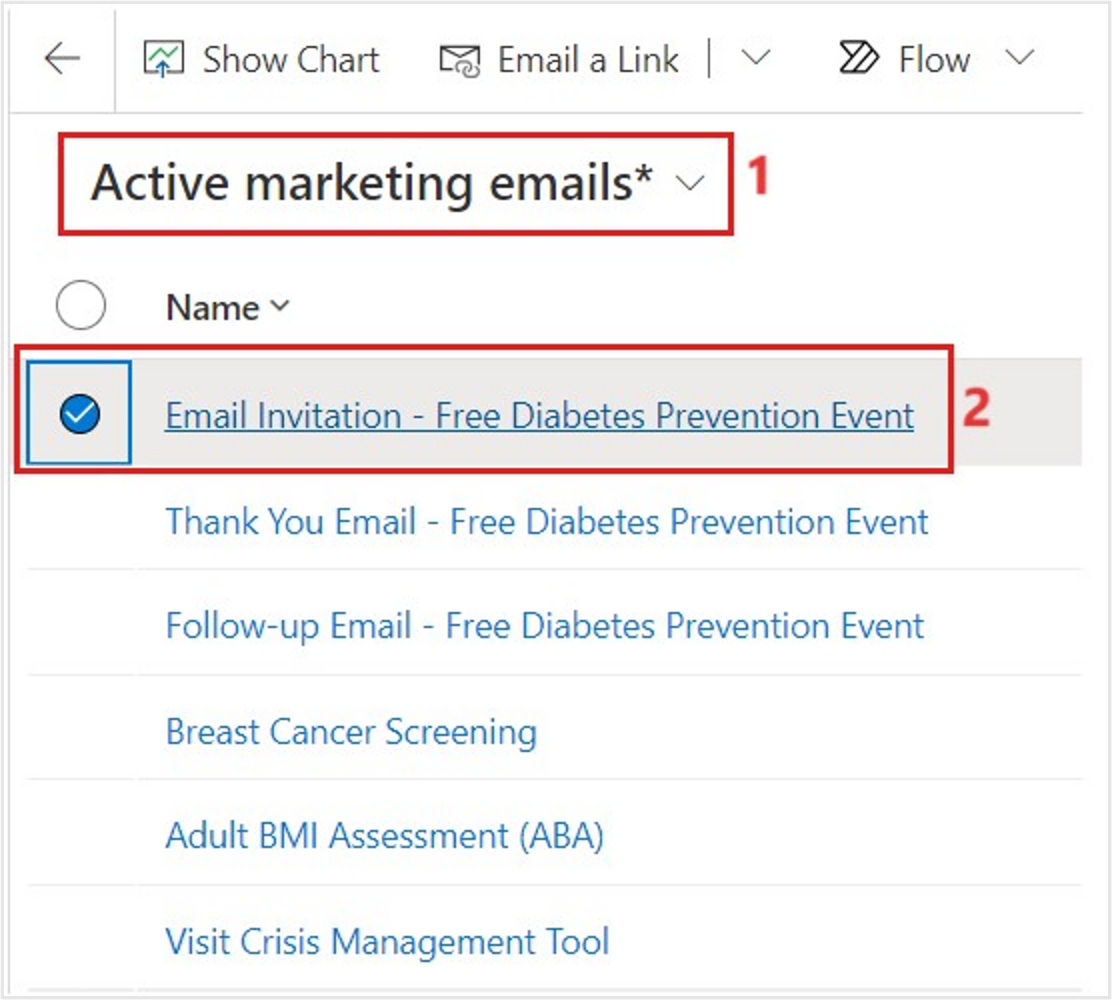 Show Chart Email a Link Flow
Active marketing emails* 1
Name
Email Invitation - Free Diabetes Prevention Event 2
Thank You Email - Free Diabetes Prevention Event
Follow-up Email - Free Diabetes Prevention Event
Breast Cancer Screening
Adult BMI Assessment (ABA)
Visit Crisis Management Tool